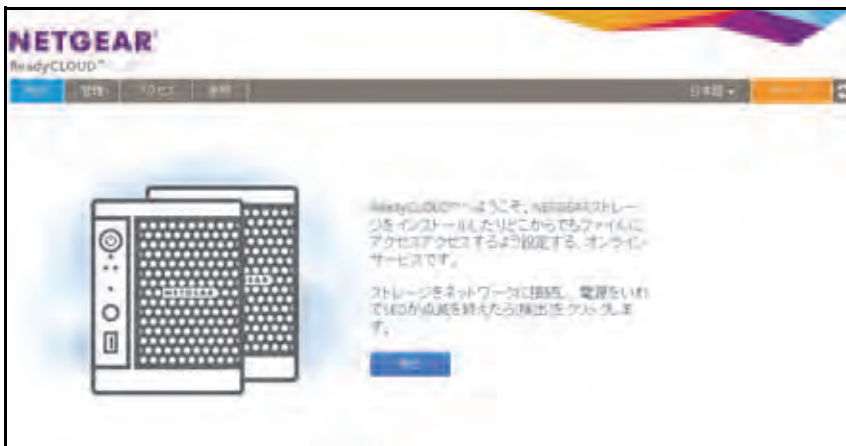 NETGEAR
ReadyCLOUD™
管理 アクセス
日本語
ReadyCLOUD™へようこそ。NETGEARストレー
ジをインストールしたりどこからでもファイルに
アクセスアクセスするよう設定する、オンライン
サービスです。
ストレージをネットワークに接続し、電源をいれ
てLEDが点滅を終えたら[検出]をクリックしま
す。
検出
NETGEAR